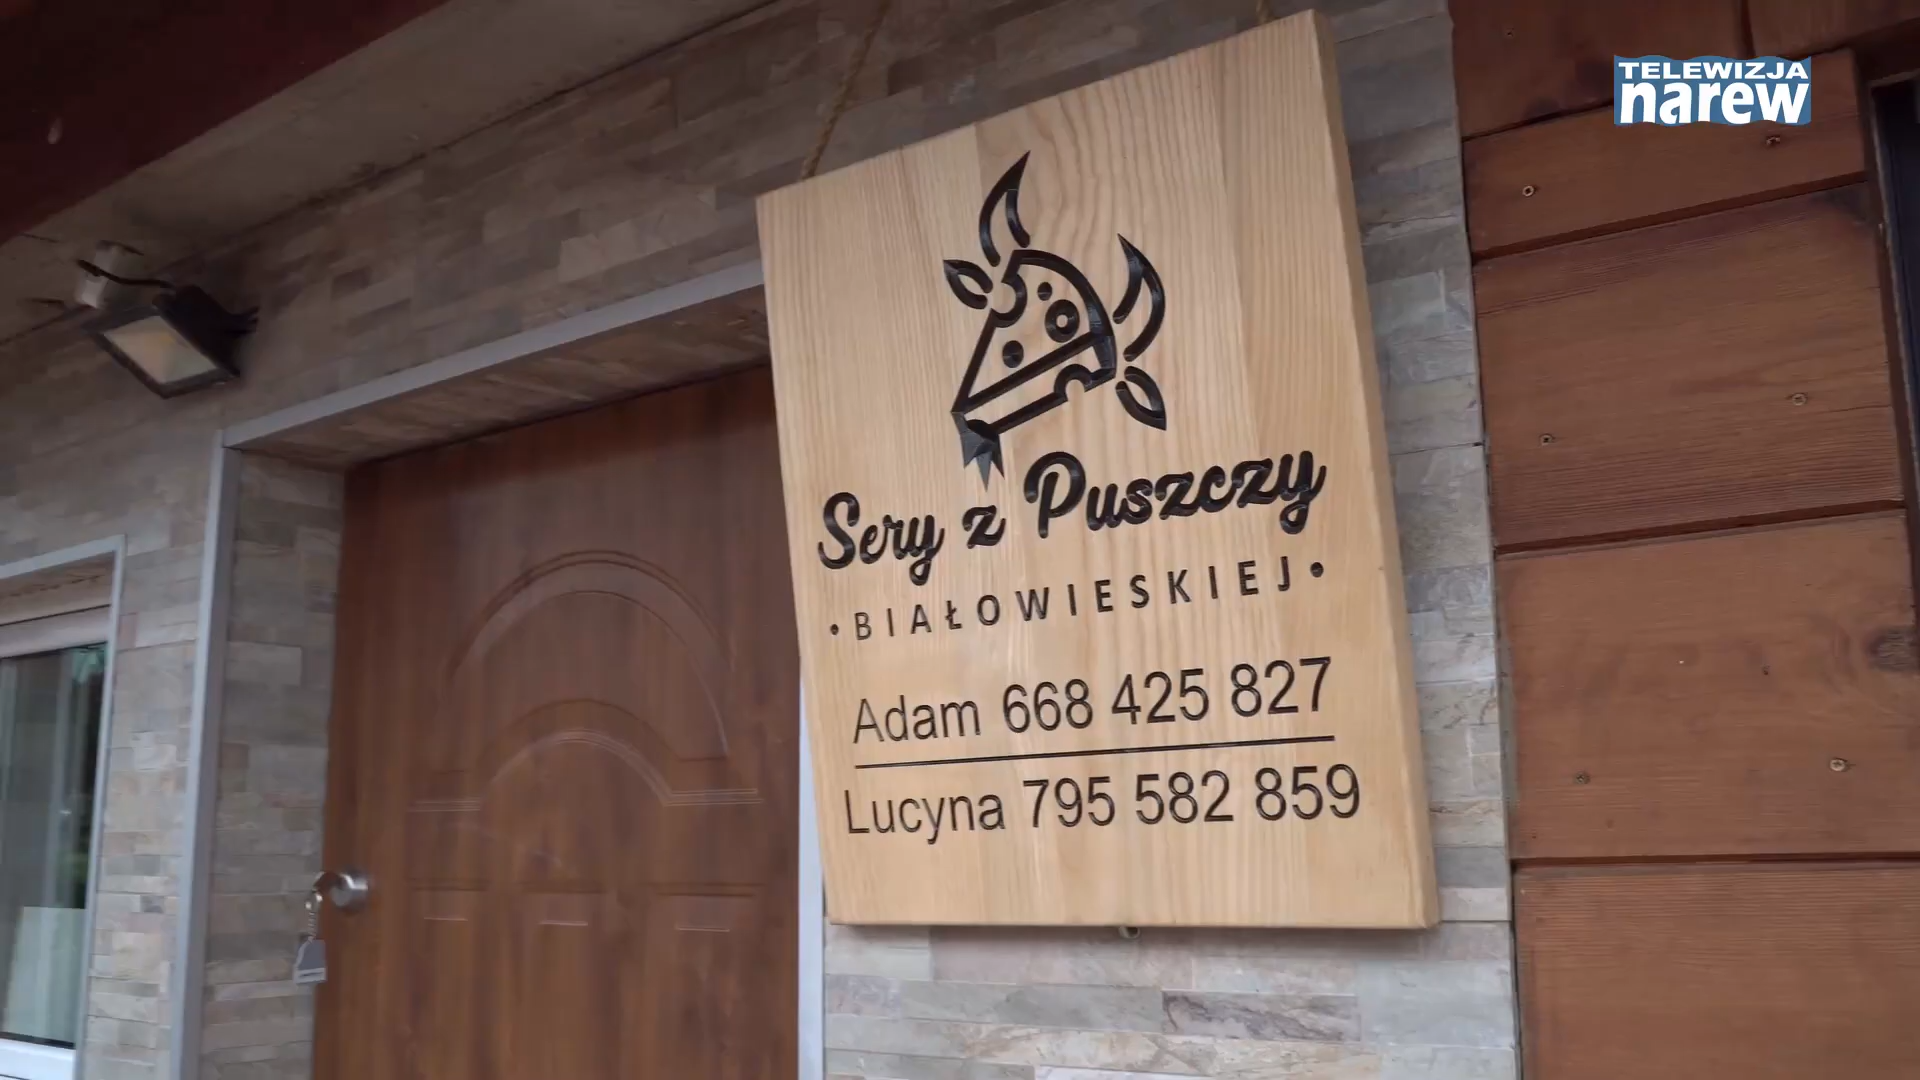 TELEWIZJA
narew
Sery z Puszczy
• BIAŁOWIESKIEJ •
Adam 668 425 827
Lucyna 795 582 859